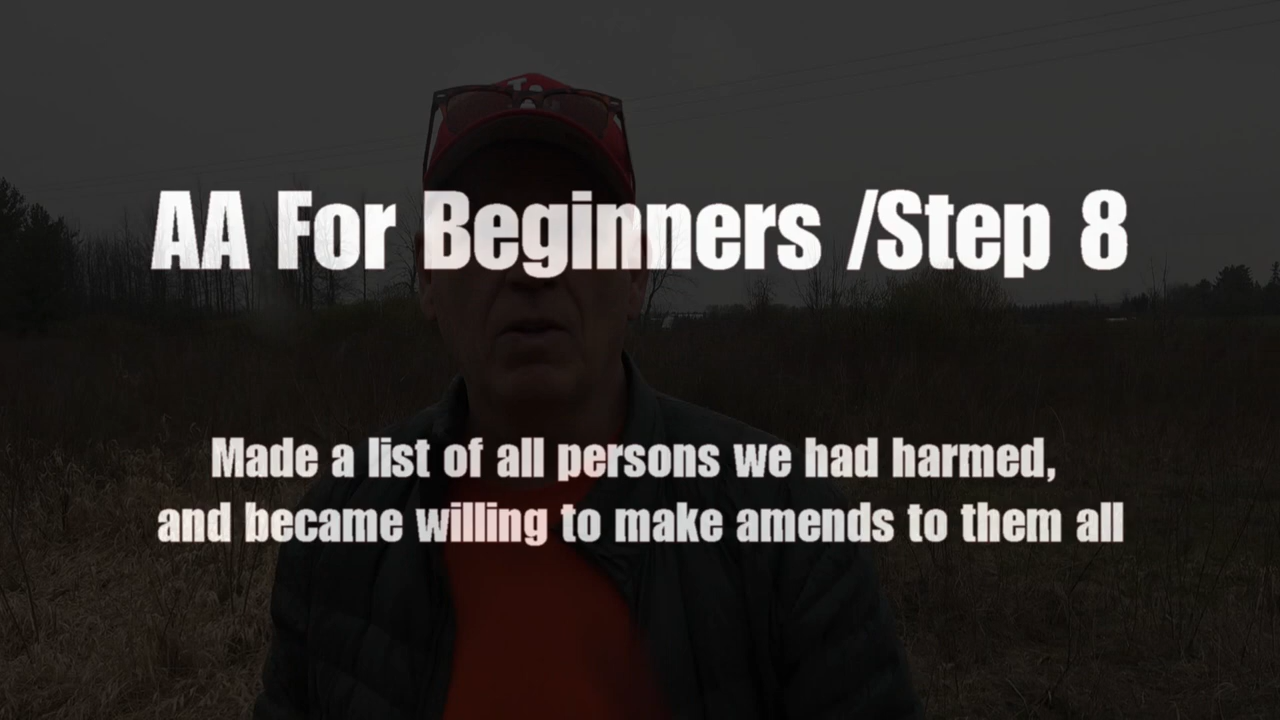 AA For Beginners /Step 8
Made a list of all persons we had harmed,
and became willing to make amends to them all